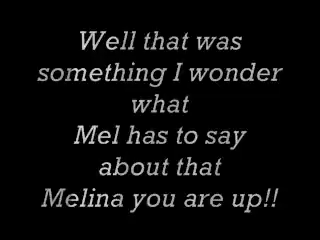 Well that was
something I wonder
what
Mel has to say
about that
Melina you are up!!